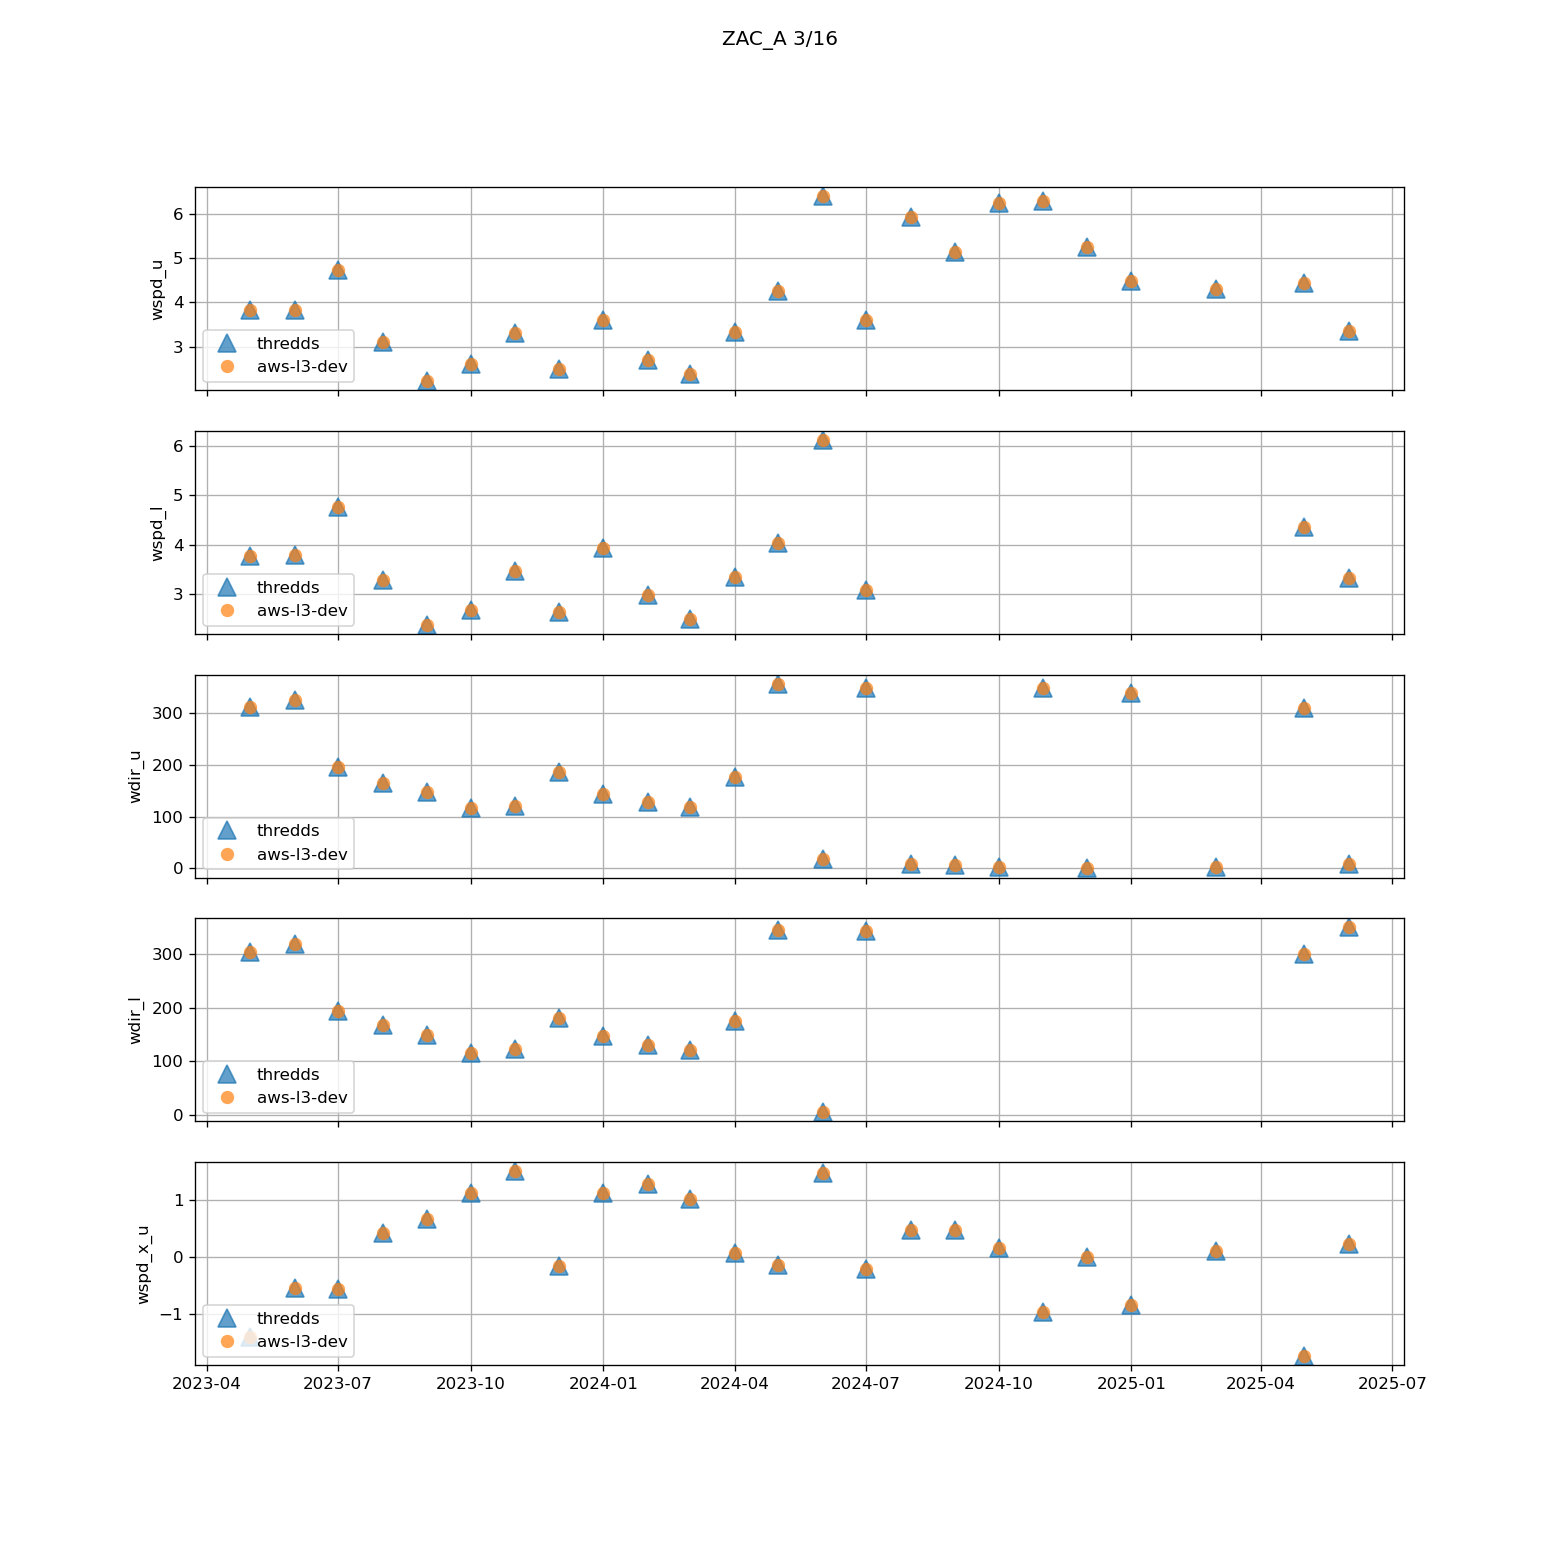 ZAC_A 3/16
wspd_u
6
5
4
3
thredds
aws-l3-dev
wspd_l
6
5
4
3
thredds
aws-l3-dev
wdir_u
300
200
100
0
thredds
aws-l3-dev
wdir_l
300
200
100
0
thredds
aws-l3-dev
wspd_x_u
1
0
−1
thredds
aws-l3-dev
2023-04 2023-07 2023-10 2024-01 2024-04 2024-07 2024-10 2025-01 2025-04 2025-07